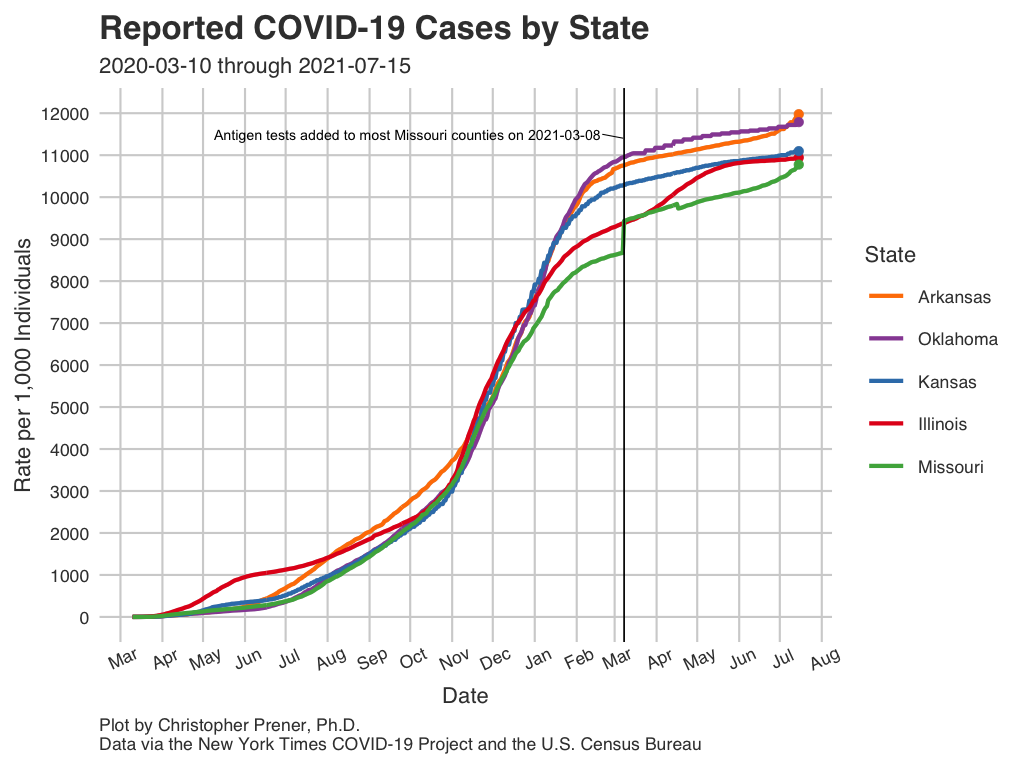 Reported COVID-19 Cases by State
2020-03-10 through 2021-07-15
12000
11000
10000
9000
8000
7000
6000
5000
4000
3000
2000
1000
0
Rate per 1,000 Individuals
Antigen tests added to most Missouri counties on 2021-03-08
Mar Apr May Jun Jul Aug Sep Oct Nov Dec Jan Feb Mar Apr May Jun Jul Aug
Date
State
Arkansas
Oklahoma
Kansas
Illinois
Missouri
Plot by Christopher Prener, Ph.D.
Data via the New York Times COVID-19 Project and the U.S. Census Bureau